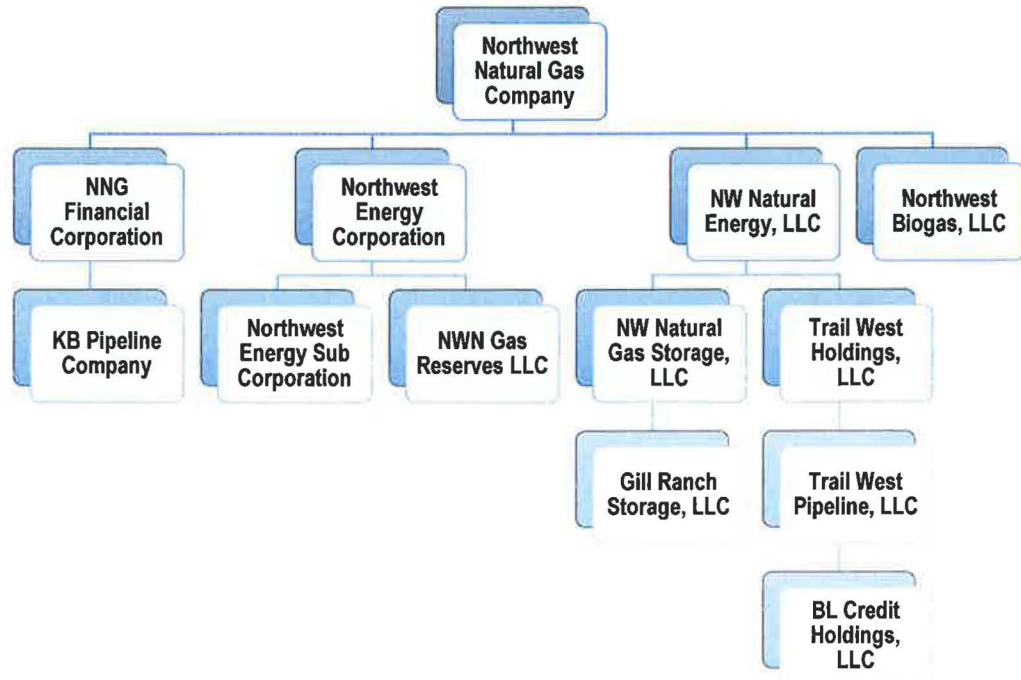 Northwest
Natural Gas
Company
NNG
Financial
Corporation
Northwest
Energy
Corporation
NW Natural
Energy, LLC
Northwest
Biogas, LLC
KB Pipeline
Company
Northwest
Energy Sub
Corporation
NWN Gas
Reserves LLC
NW Natural
Gas Storage,
LLC
Trail West
Holdings,
LLC
Gill Ranch
Storage, LLC
Trail West
Pipeline, LLC
BL Credit
Holdings,
LLC